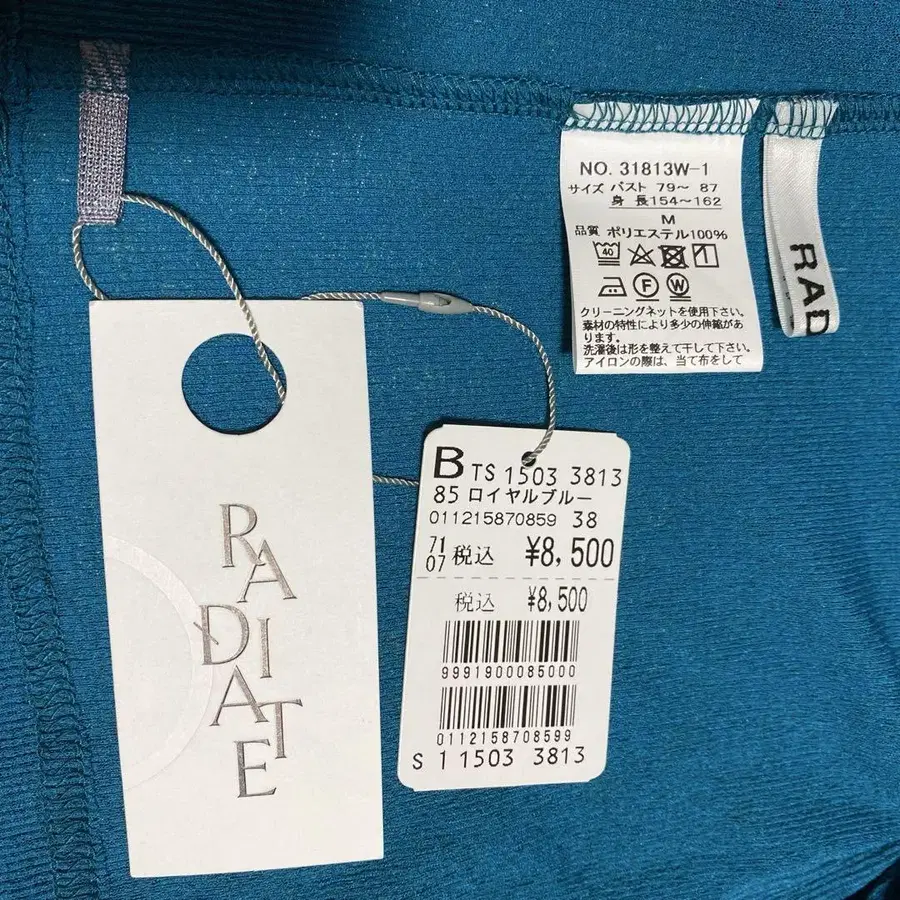 RADIATE
B TS 1503 3813
85 ロイヤルブルー
011215870859 38
71
07 税込 ¥8,500
税込 ¥8,500
9991900085000
0112158708599
S 1 1503 3813
NO. 31813W-1
サイズ バスト 79〜 87
身 長154〜162
M
品質 ポリエステル100%
40
F W
クリーニングネットを使用下さい。
素材の特性により多少の伸縮があ
ります。
洗濯後は形を整えて干して下さい。
アイロンの際は、当て布をして
RAD